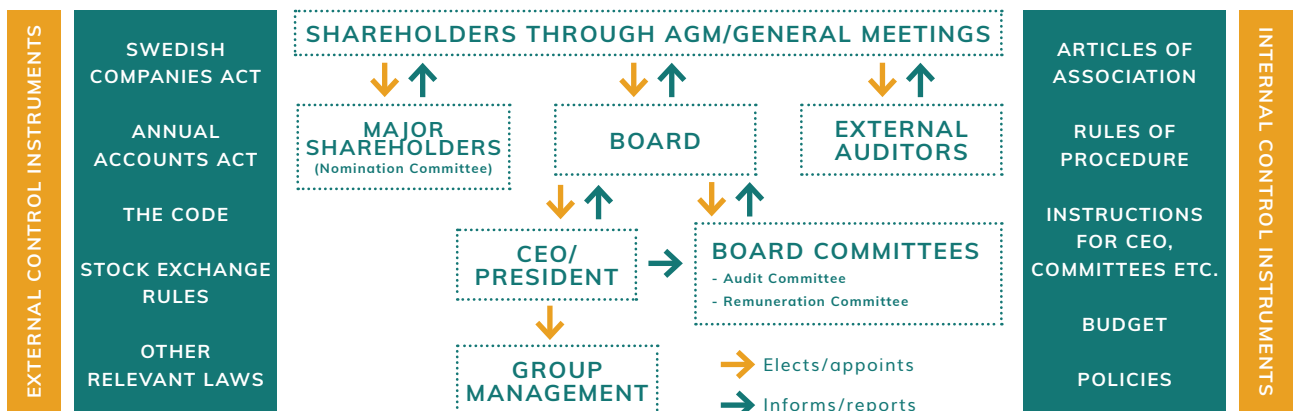 EXTERNAL CONTROL INSTRUMENTS
SWEDISH
COMPANIES ACT
ANNUAL
ACCOUNTS ACT
THE CODE
STOCK EXCHANGE
RULES
OTHER
RELEVANT LAWS
SHAREHOLDERS THROUGH AGM/GENERAL MEETINGS
MAJOR
SHAREHOLDERS
(Nomination Committee)
BOARD
EXTERNAL
AUDITORS
CEO/
PRESIDENT
BOARD COMMITTEES
- Audit Committee
- Remuneration Committee
GROUP
MANAGEMENT
Elects/appoints
Informs/reports
ARTICLES OF
ASSOCIATION
RULES OF
PROCEDURE
INSTRUCTIONS
FOR CEO,
COMMITTEES ETC.
BUDGET
POLICIES
INTERNAL CONTROL INSTRUMENTS